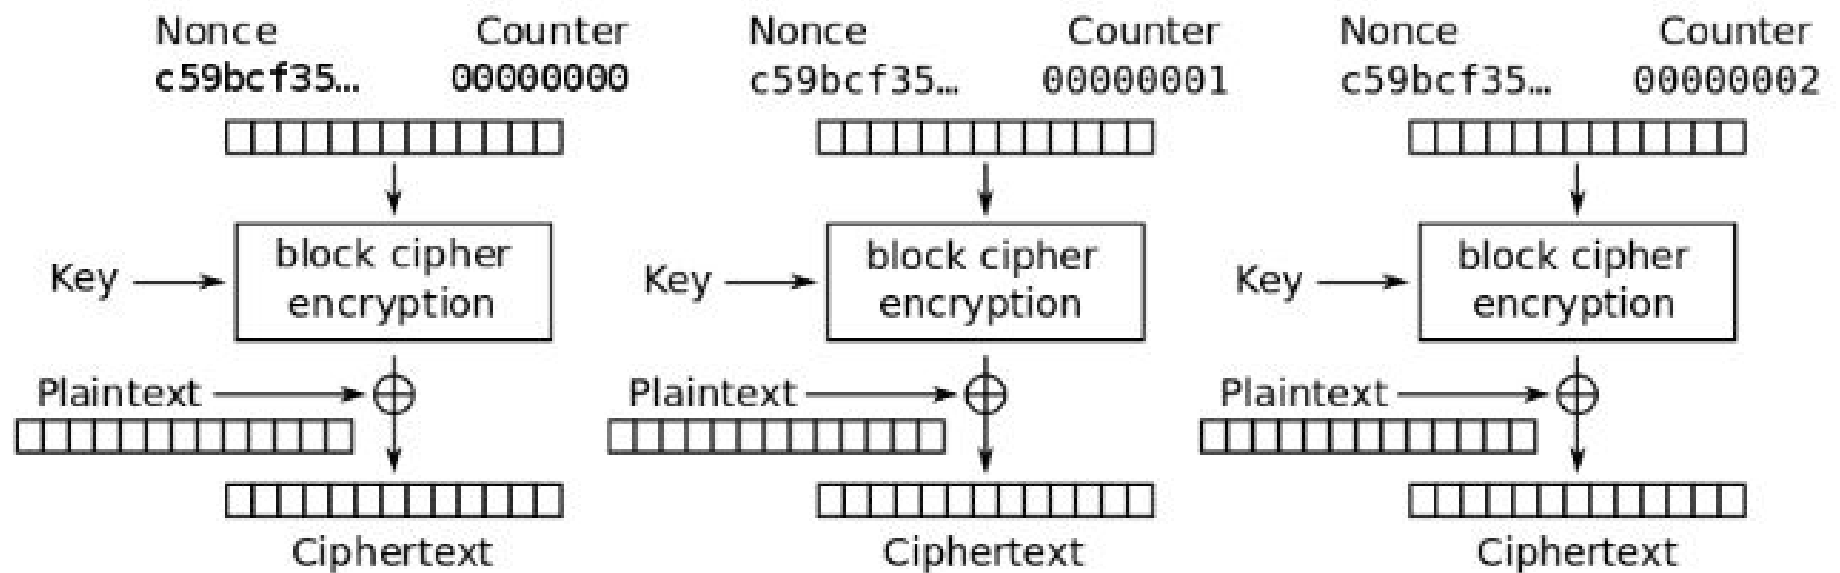 Nonce Counter Nonce Counter Nonce Counter
c59bcf35… 00000000 c59bcf35… 00000001 c59bcf35… 00000002
block cipher block cipher block cipher
Key Key Key
encryption encryption encryption
Plaintext Plaintext Plaintext
Ciphertext Ciphertext Ciphertext